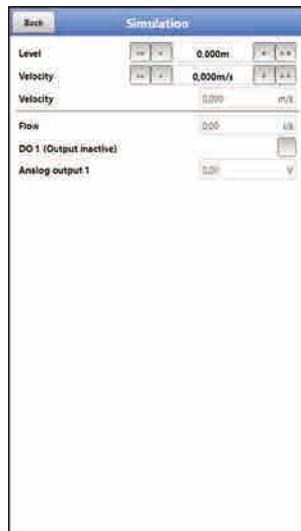 Back Simulation
Level 0.000m
Velocity 0,000m/s
Velocity 0,000 m/s
Flow 0.00 l/s
DO 1 (Output inactive)
Analog output 1 0.00 V